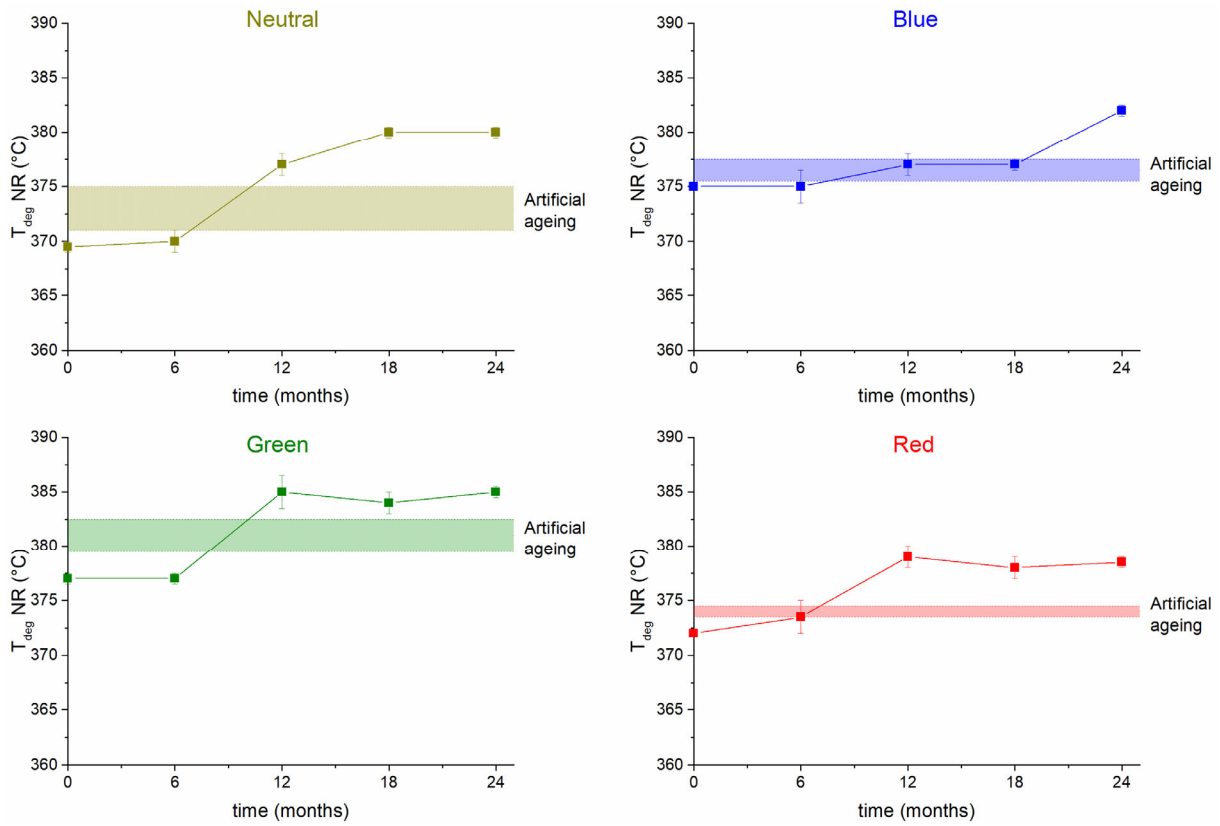 Neutral
390
385
380
375
370
365
360
T_deg NR (°C)
0 6 12 18 24
time (months)
Artificial
ageing
Blue
390
385
380
375
370
365
360
T_deg NR (°C)
0 6 12 18 24
time (months)
Artificial
ageing
Green
390
385
380
375
370
365
360
T_deg NR (°C)
0 6 12 18 24
time (months)
Artificial
ageing
Red
390
385
380
375
370
365
360
T_deg NR (°C)
0 6 12 18 24
time (months)
Artificial
ageing